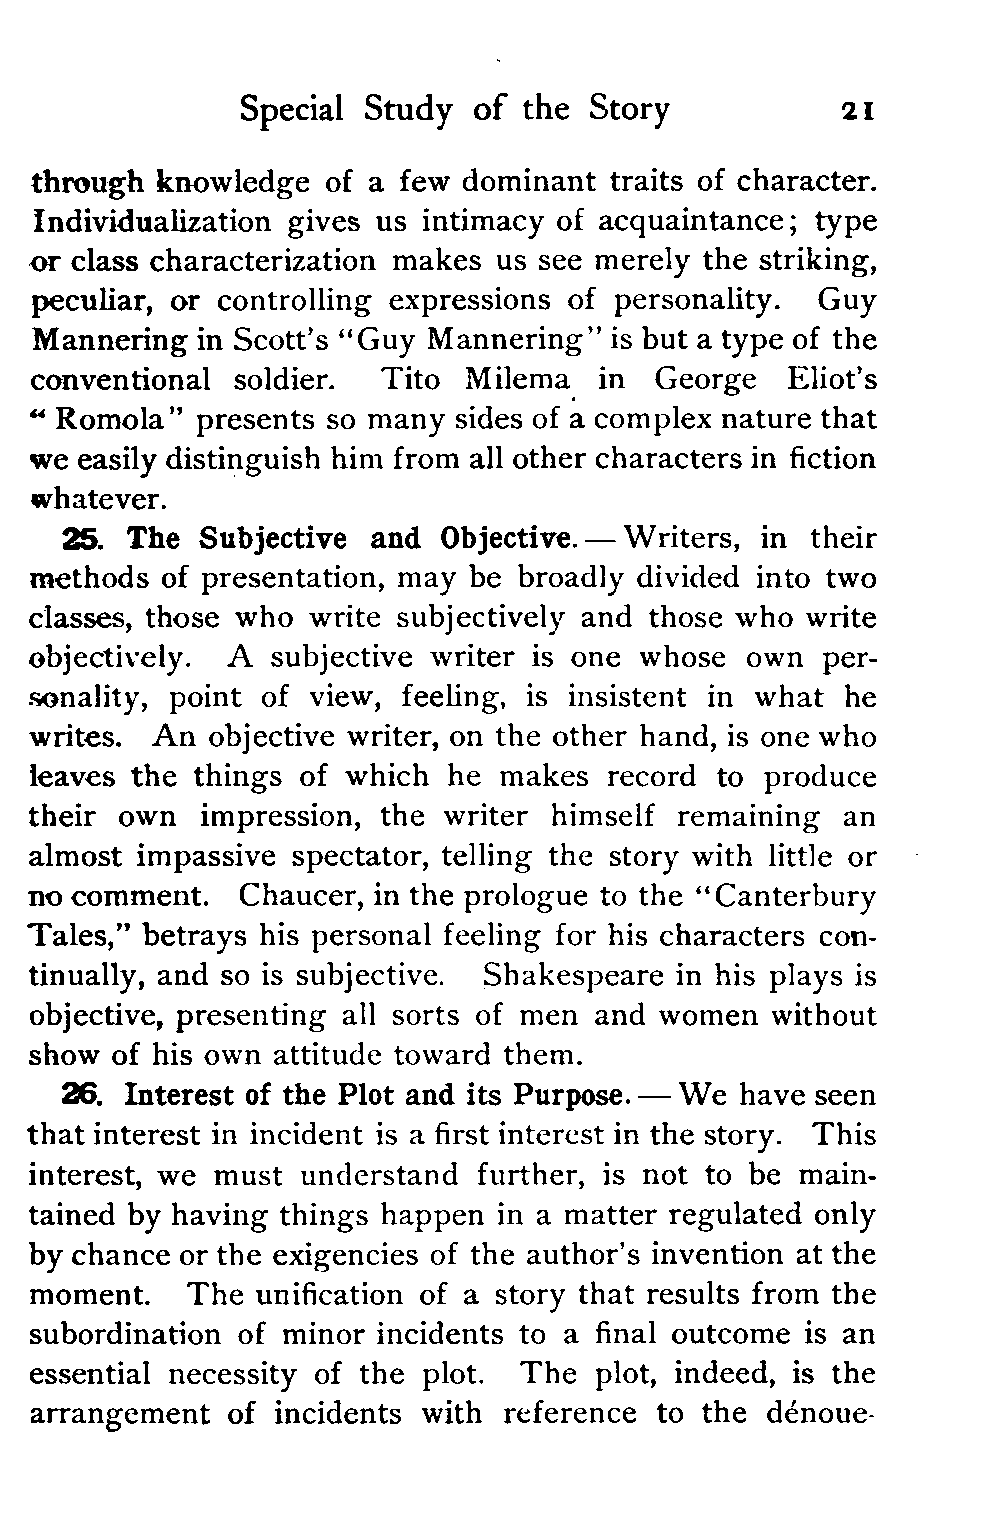 Special Study of the Story 21
through knowledge of a few dominant traits of character.
Individualization gives us intimacy of acquaintance; type
or class characterization makes us see merely the striking,
peculiar, or controlling expressions of personality. Guy
Mannering in Scott's "Guy Mannering" is but a type of the
conventional soldier. Tito Milema in George Eliot's
"Romola" presents so many sides of a complex nature that
we easily distinguish him from all other characters in fiction
whatever.
25. The Subjective and Objective. — Writers, in their
methods of presentation, may be broadly divided into two
classes, those who write subjectively and those who write
objectively. A subjective writer is one whose own per-
sonality, point of view, feeling, is insistent in what he
writes. An objective writer, on the other hand, is one who
leaves the things of which he makes record to produce
their own impression, the writer himself remaining an
almost impassive spectator, telling the story with little or
no comment. Chaucer, in the prologue to the "Canterbury
Tales," betrays his personal feeling for his characters con-
tinually, and so is subjective. Shakespeare in his plays is
objective, presenting all sorts of men and women without
show of his own attitude toward them.
26. Interest of the Plot and its Purpose. — We have seen
that interest in incident is a first interest in the story. This
interest, we must understand further, is not to be main-
tained by having things happen in a matter regulated only
by chance or the exigencies of the author's invention at the
moment. The unification of a story that results from the
subordination of minor incidents to a final outcome is an
essential necessity of the plot. The plot, indeed, is the
arrangement of incidents with reference to the dénoue-